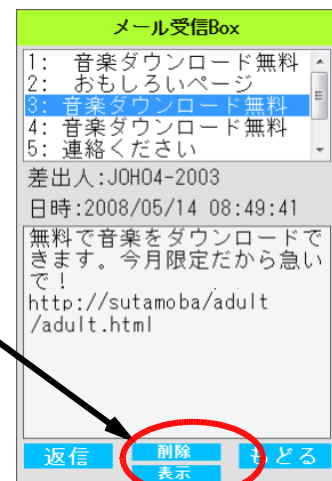 メール受信Box
1: 音楽ダウンロード無料
2: おもしろいページ
3: 音楽ダウンロード無料
4: 音楽ダウンロード無料
5: 連絡ください
差出人:JOHO4-2003
日時:2008/05/14 08:49:41
無料で音楽をダウンロードで
きます。今月限定だから急い
で!
http://sutamoba/adult
/adult.html
返信 削除 もどる
表示